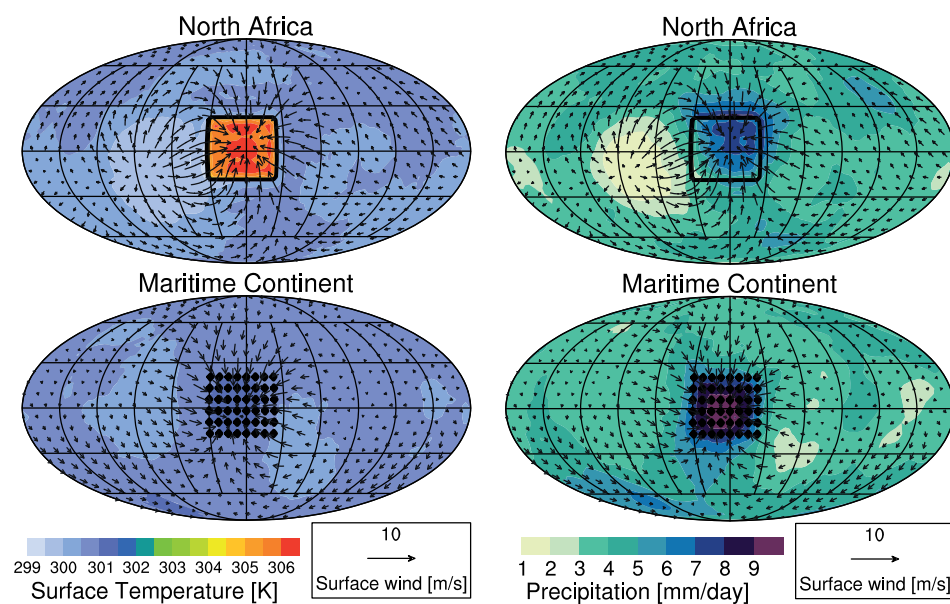 North Africa
North Africa
Maritime Continent
Maritime Continent
299 300 301 302 303 304 305 306
Surface Temperature [K]
10
Surface wind [m/s]
1 2 3 4 5 6 7 8 9
Precipitation [mm/day]
10
Surface wind [m/s]